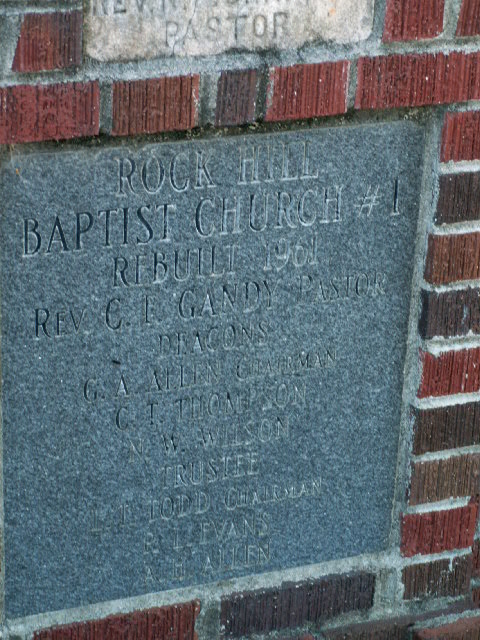 PASTOR
ROCK HILL
BAPTIST CHURCH #1
REBUILT 1961
REV. C. F. GANDY PASTOR
DEACONS
G. A. ALLEN CHAIRMAN
C. T. THOMPSON
N. W. WILSON
TRUSTEE
TODD CHAIRMAN
EVANS
A. H. ALLEN